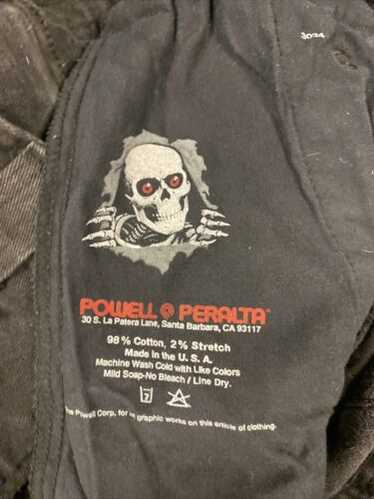 3034
POWELL PERALTA
30 S. La Patera Lane, Santa Barbara, CA 93117
98% Cotton, 2% Stretch
Made in the U. S. A.
Machine Wash Cold with Like Colors
Mild Soap-No Bleach / Line Dry.
7
Powell Corp, for graphic works on this article of clothing.